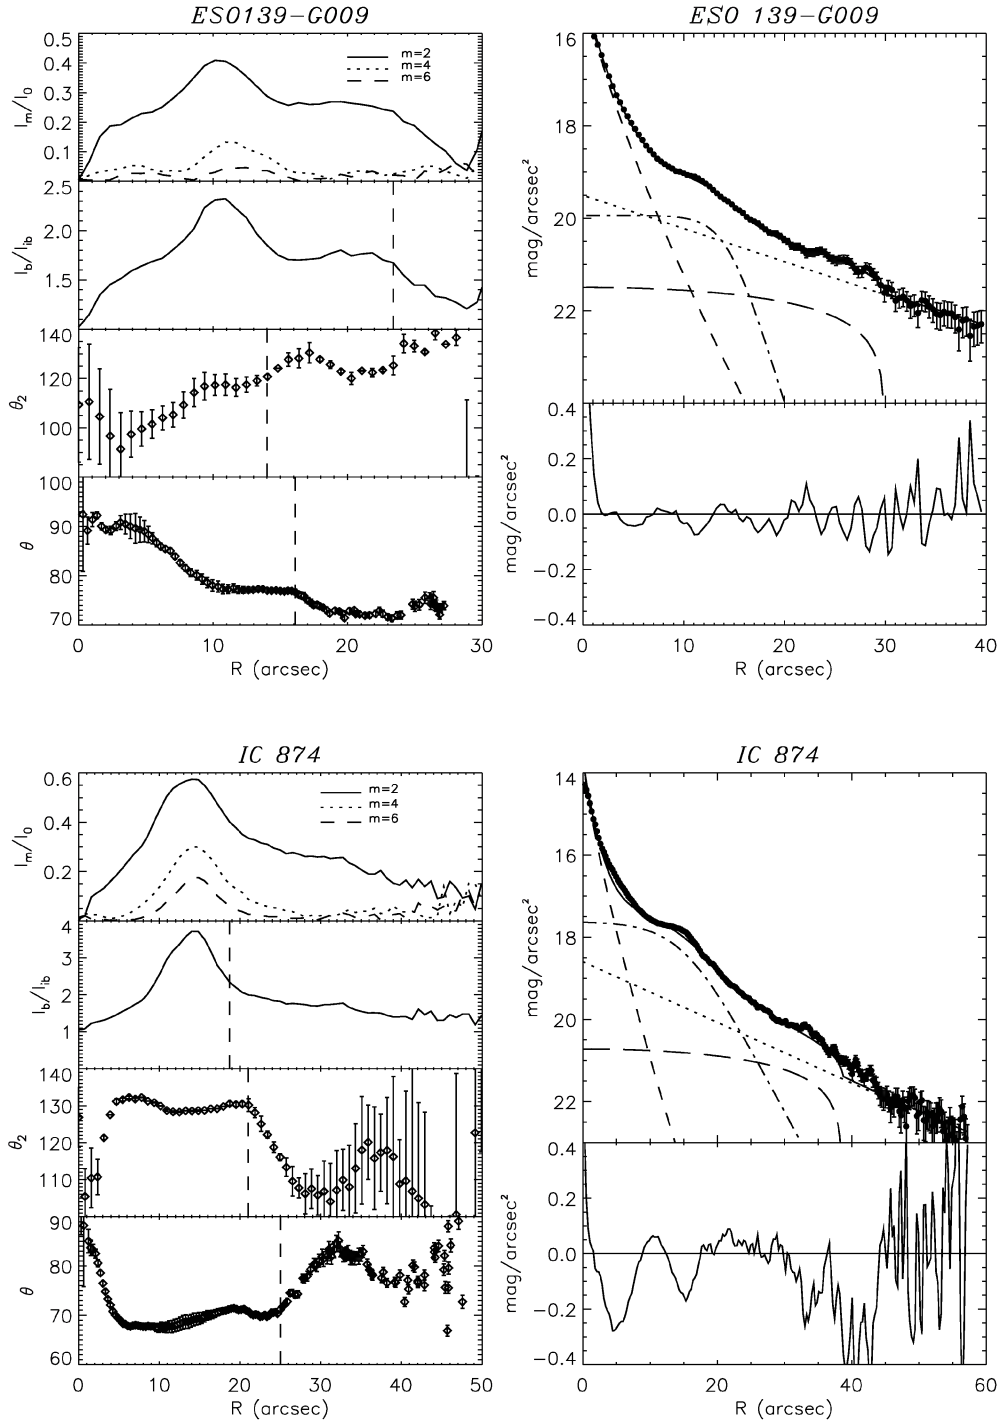 ESO139-G009
0.5
0.4
0.3
0.2
0.1
I_m/I_0
m=2
m=4
m=6
2.5
2.0
1.5
I_b/I_ib
140
120
100
θ_2
100
90
80
70
θ
0 10 20 30
R (arcsec)
ESO 139-G009
16
18
20
22
mag/arcsec²
0.4
0.2
0.0
-0.2
-0.4
mag/arcsec²
0 10 20 30 40
R (arcsec)
IC 874
0.6
0.4
0.2
I_m/I_0
m=2
m=4
m=6
4
3
2
1
I_b/I_ib
140
130
120
110
θ_2
90
80
70
60
θ
0 10 20 30 40 50
R (arcsec)
IC 874
14
16
18
20
22
mag/arcsec²
0.4
0.2
0.0
-0.2
-0.4
mag/arcsec²
0 20 40 60
R (arcsec)